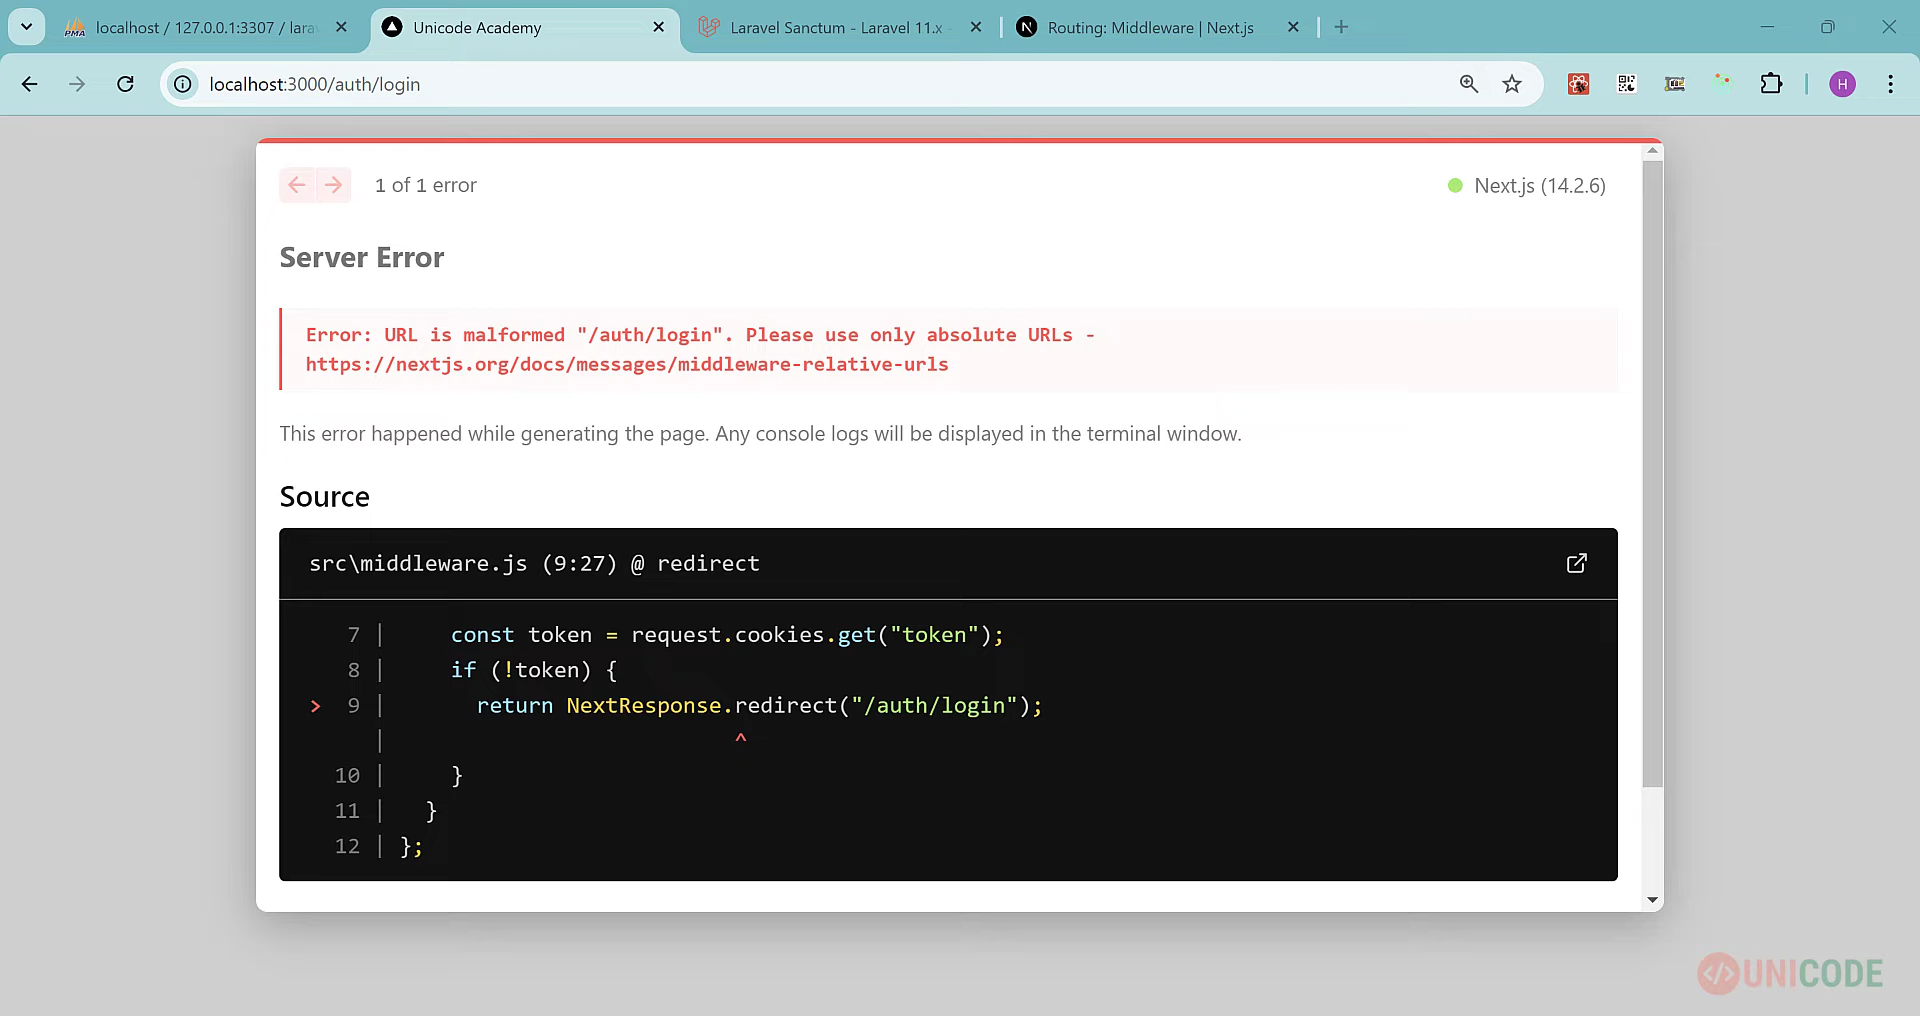 PMA localhost / 127.0.0.1:3307 / lara
Unicode Academy
Laravel Sanctum - Laravel 11.x
N Routing: Middleware | Next.js
localhost:3000/auth/login
H
1 of 1 error
Next.js (14.2.6)
Server Error
Error: URL is malformed "/auth/login". Please use only absolute URLs -
https://nextjs.org/docs/messages/middleware-relative-urls
This error happened while generating the page. Any console logs will be displayed in the terminal window.
Source
src\middleware.js (9:27) @ redirect
7 |     const token = request.cookies.get("token");
8 |     if (!token) {
> 9 |       return NextResponse.redirect("/auth/login");
|                           ^
10 |     }
11 |   }
12 | };
</> UNICODE